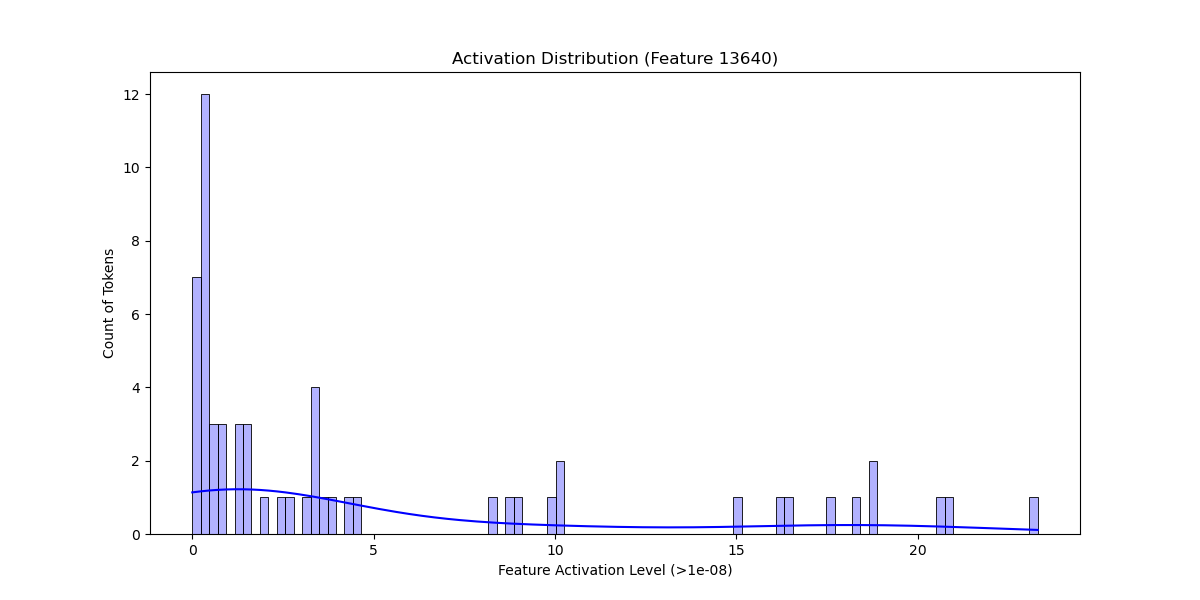 Activation Distribution (Feature 13640)
12
10
8
6
4
2
0
Count of Tokens
0 5 10 15 20
Feature Activation Level (>1e-08)